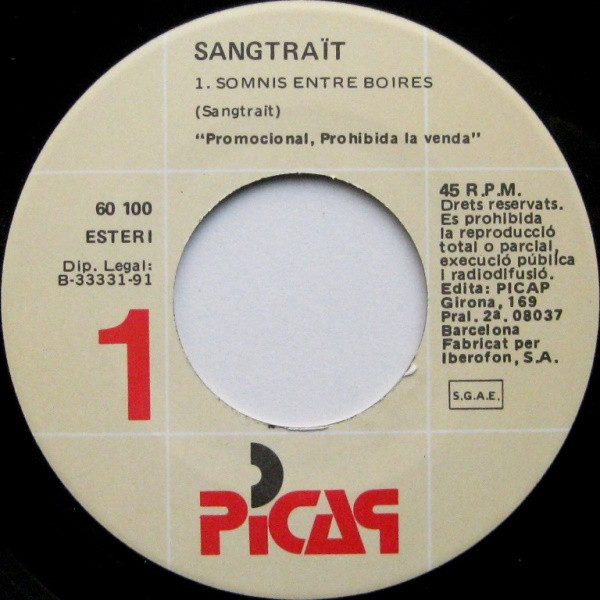 SANGTRAÏT
1. SOMNIS ENTRE BOIRES
(Sangtraït)
"Promocional, Prohibida la venda"
60 100
ESTERI
Dip. Legal:
B-33331-91
1
45 R.P.M.
Drets reservats.
Es prohibida
la reproducció
total o parcial,
execució pública
i radiodifusió.
Edita: PICAP
Girona, 169
Pral. 2ª. 08037
Barcelona
Fabricat per
Iberofon, S.A.
S.G.A.E.
PICAP